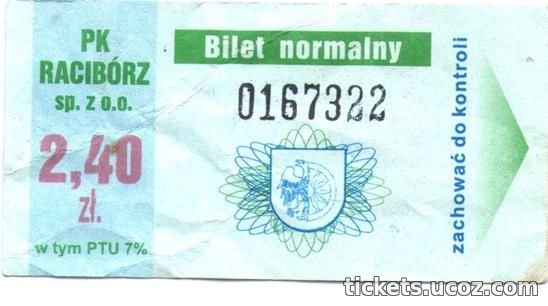 PK
RACIBÓRZ
sp. z o.o.
2,40
zł.
w tym PTU 7%
Bilet normalny
0167322
zachować do kontroli
tickets.ucoz.com